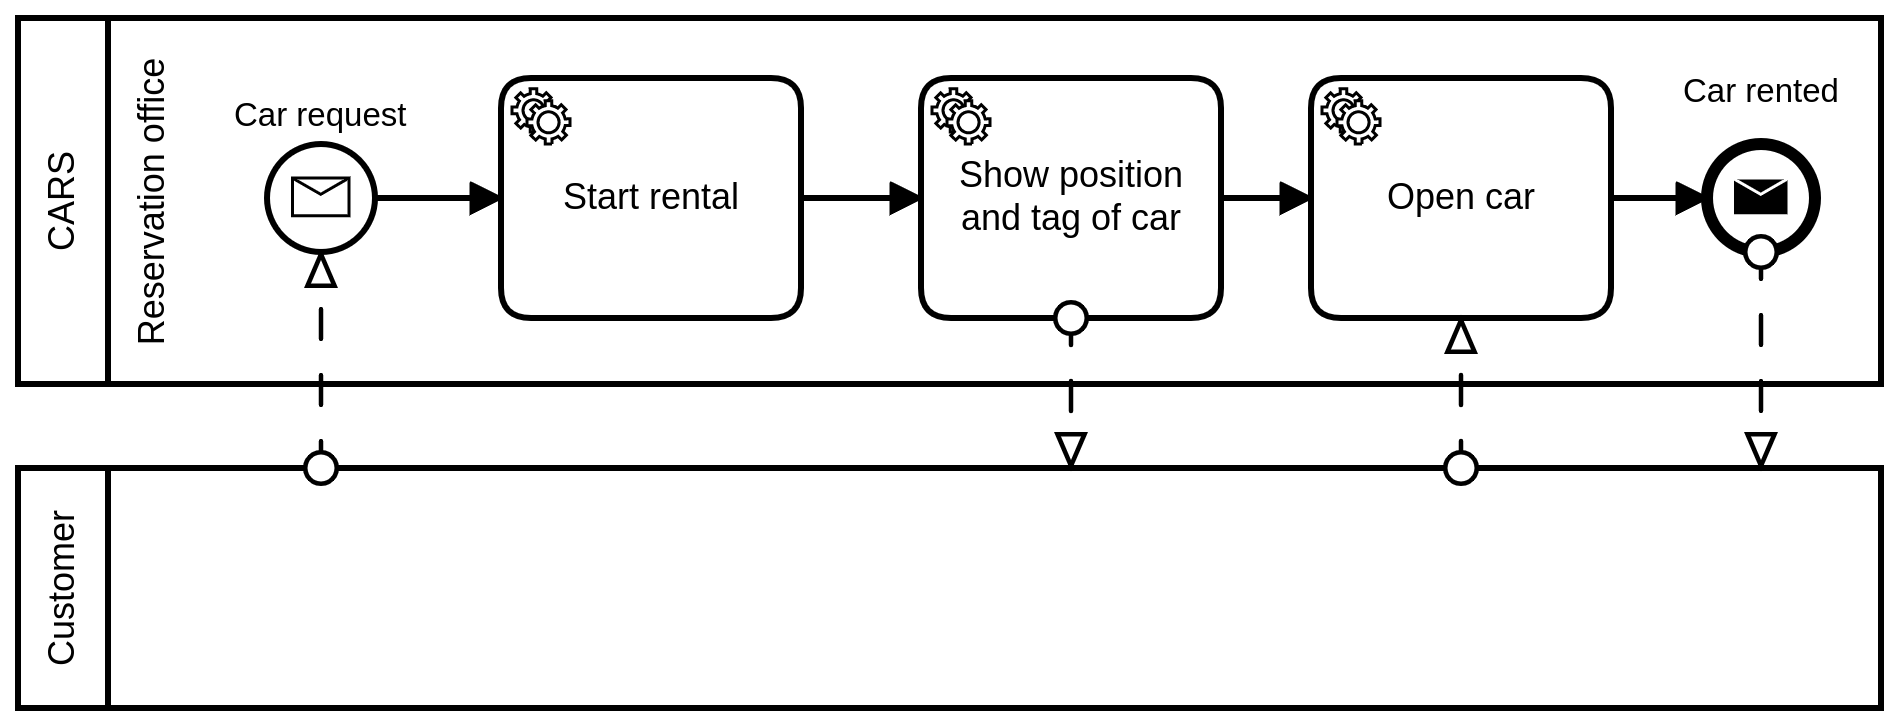 CARS
Reservation office
Car request
Start rental
Show position
and tag of car
Open car
Car rented
Customer